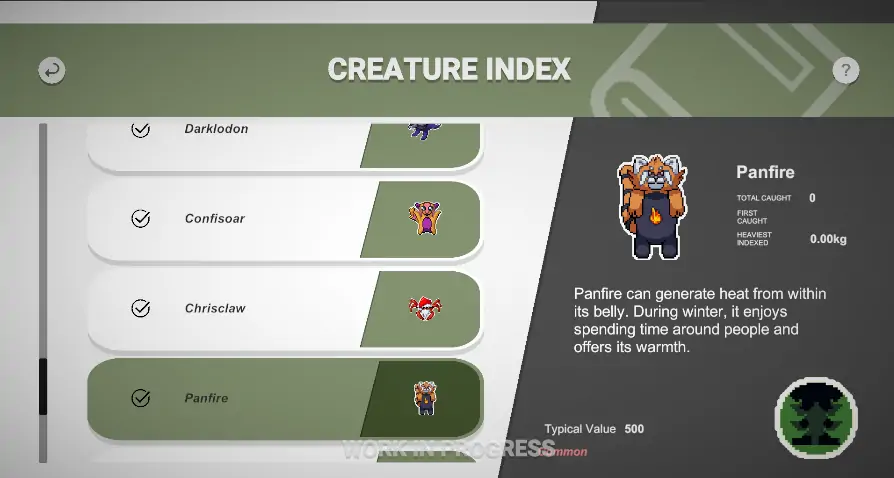 CREATURE INDEX
?
Darklodon
Confisoar
Chrisclaw
Panfire
Panfire
TOTAL CAUGHT 0
FIRST
CAUGHT
HEAVIEST
INDEXED 0.00kg
Panfire can generate heat from within
its belly. During winter, it enjoys
spending time around people and
offers its warmth.
Typical Value 500
WORK IN PROGRESS
Common